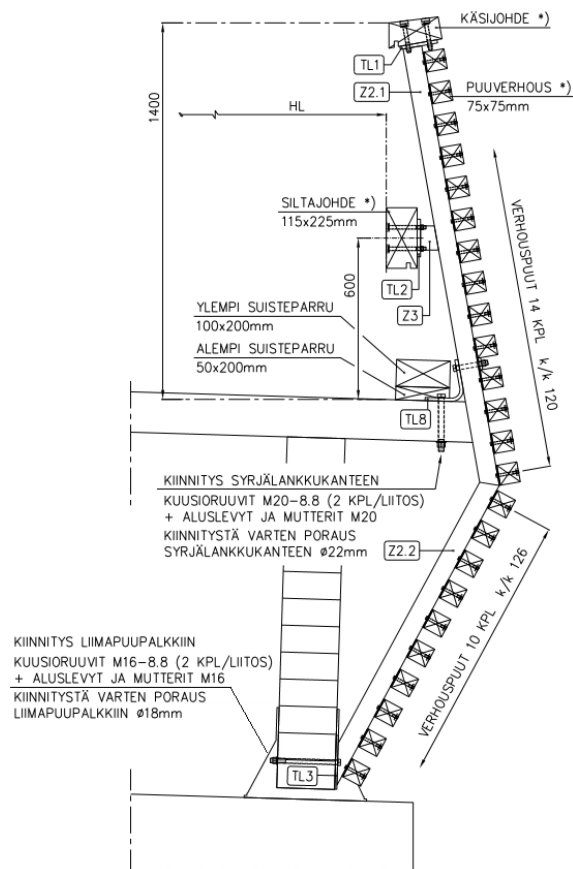 KÄSIJOHDE *)
TL1
Z2.1
PUUVERHOUS *)
75x75mm
1400
HL
SILTAJOHDE *)
115x225mm
VERHOUSPUUT 14 KPL k/k 120
600
TL2
Z3
YLEMPI SUISTEPARRU
100x200mm
ALEMPI SUISTEPARRU
50x200mm
TL8
KIINNITYS SYRJÄLANKKUKANTEEN
KUUSIORUUVIT M20-8.8 (2 KPL/LIITOS)
+ ALUSLEVYT JA MUTTERIT M20
KIINNITYSTÄ VARTEN PORAUS
SYRJÄLANKKUKANTEEN ø22mm
Z2.2
VERHOUSPUUT 10 KPL k/k 126
KIINNITYS LIIMAPUUPALKKIIN
KUUSIORUUVIT M16-8.8 (2 KPL/LIITOS)
+ ALUSLEVYT JA MUTTERIT M16
KIINNITYSTÄ VARTEN PORAUS
LIIMAPUUPALKKIIN ø18mm
TL3